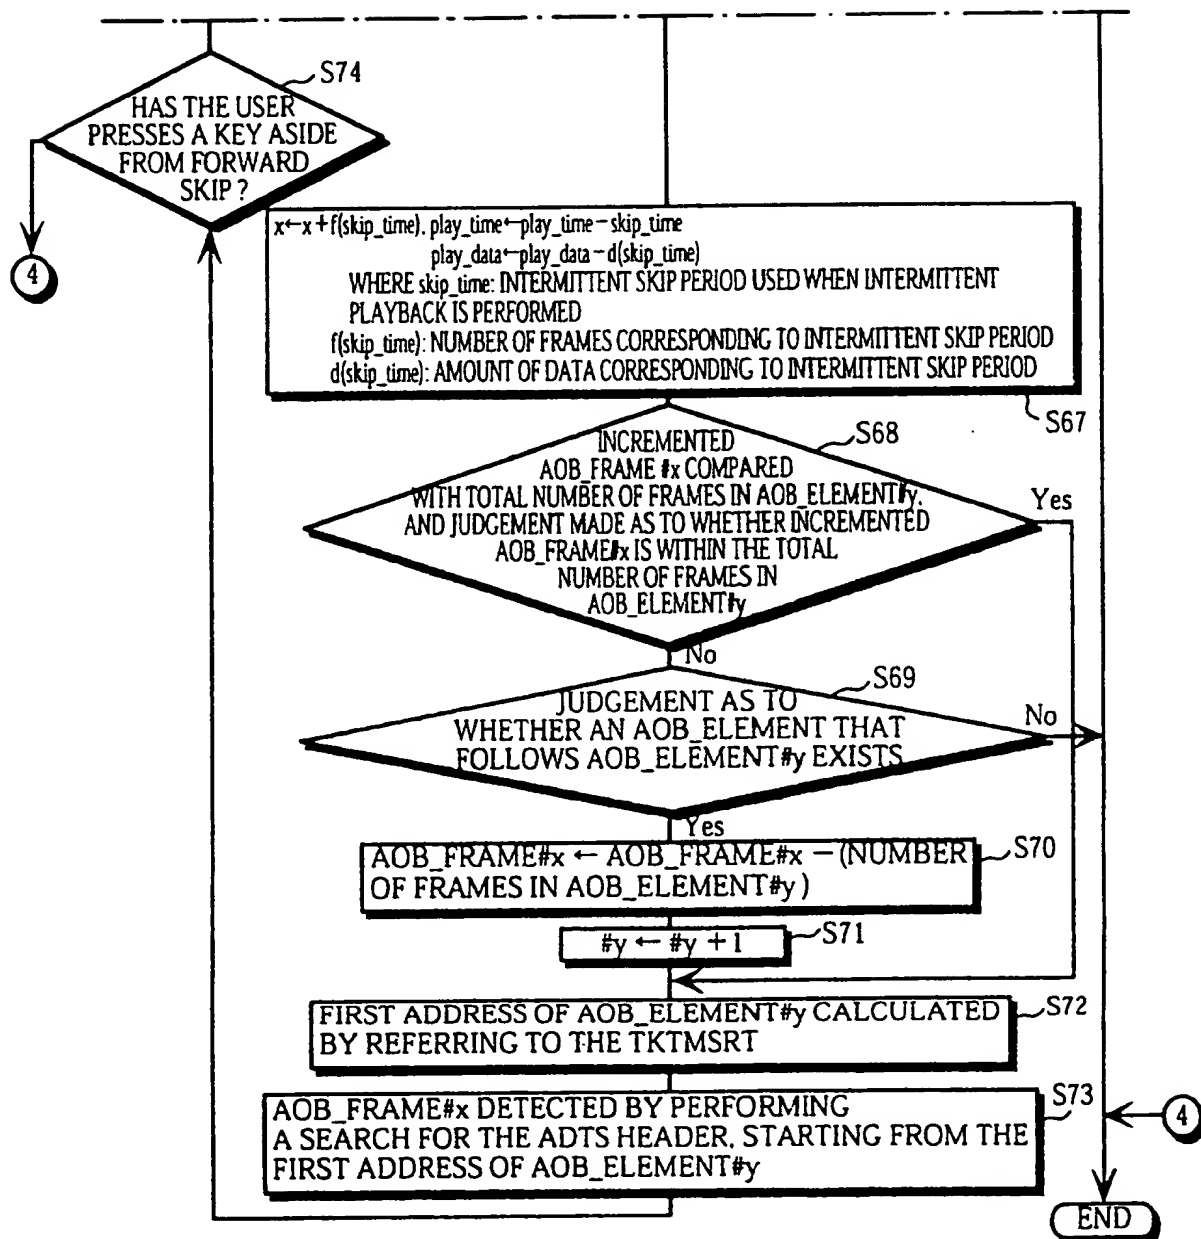 S74
HAS THE USER
PRESSES A KEY ASIDE
FROM FORWARD
SKIP ?
4
x←x+f(skip_time), play_time←play_time-skip_time
play_data←play_data-d(skip_time)
WHERE skip_time: INTERMITTENT SKIP PERIOD USED WHEN INTERMITTENT
PLAYBACK IS PERFORMED
f(skip_time): NUMBER OF FRAMES CORRESPONDING TO INTERMITTENT SKIP PERIOD
d(skip_time): AMOUNT OF DATA CORRESPONDING TO INTERMITTENT SKIP PERIOD
S67
S68
INCREMENTED
AOB_FRAME #x COMPARED
WITH TOTAL NUMBER OF FRAMES IN AOB_ELEMENT#y,
AND JUDGEMENT MADE AS TO WHETHER INCREMENTED
AOB_FRAME#x IS WITHIN THE TOTAL
NUMBER OF FRAMES IN
AOB_ELEMENT#y
Yes
No
S69
JUDGEMENT AS TO
WHETHER AN AOB_ELEMENT THAT
FOLLOWS AOB_ELEMENT#y EXISTS
No
Yes
AOB_FRAME#x ← AOB_FRAME#x - (NUMBER
OF FRAMES IN AOB_ELEMENT#y )
S70
#y ← #y +1
S71
FIRST ADDRESS OF AOB_ELEMENT#y CALCULATED
BY REFERRING TO THE TKTMSRT
S72
AOB_FRAME#x DETECTED BY PERFORMING
A SEARCH FOR THE ADTS HEADER, STARTING FROM THE
FIRST ADDRESS OF AOB_ELEMENT#y
S73
4
END